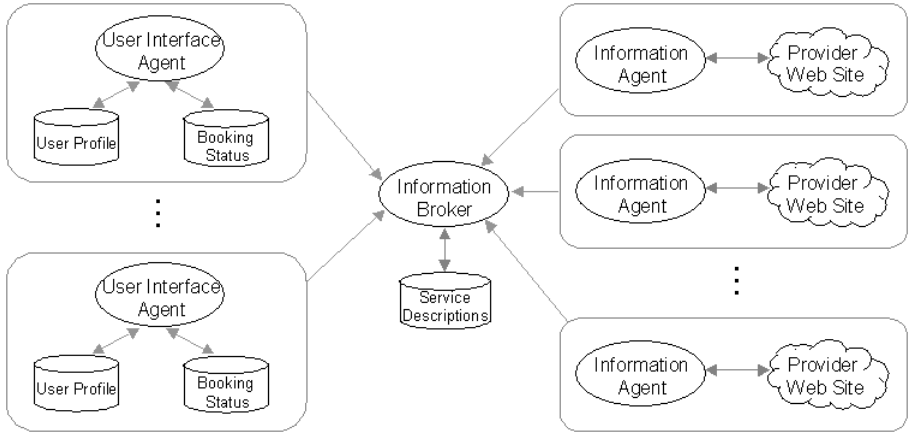 User Interface
Agent
User Profile
Booking
Status
User Interface
Agent
User Profile
Booking
Status
Information
Broker
Service
Descriptions
Information
Agent
Provider
Web Site
Information
Agent
Provider
Web Site
Information
Agent
Provider
Web Site